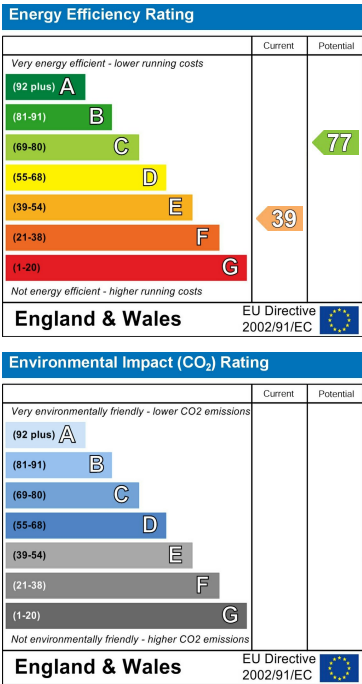 Energy Efficiency Rating
Current Potential
Very energy efficient - lower running costs
(92 plus) A
(81-91) B
(69-80) C
77
(55-68) D
(39-54) E
39
(21-38) F
(1-20) G
Not energy efficient - higher running costs
England & Wales
EU Directive
2002/91/EC
Environmental Impact (CO₂) Rating
Current Potential
Very environmentally friendly - lower CO2 emissions
(92 plus) A
(81-91) B
(69-80) C
(55-68) D
(39-54) E
(21-38) F
(1-20) G
Not environmentally friendly - higher CO2 emissions
England & Wales
EU Directive
2002/91/EC